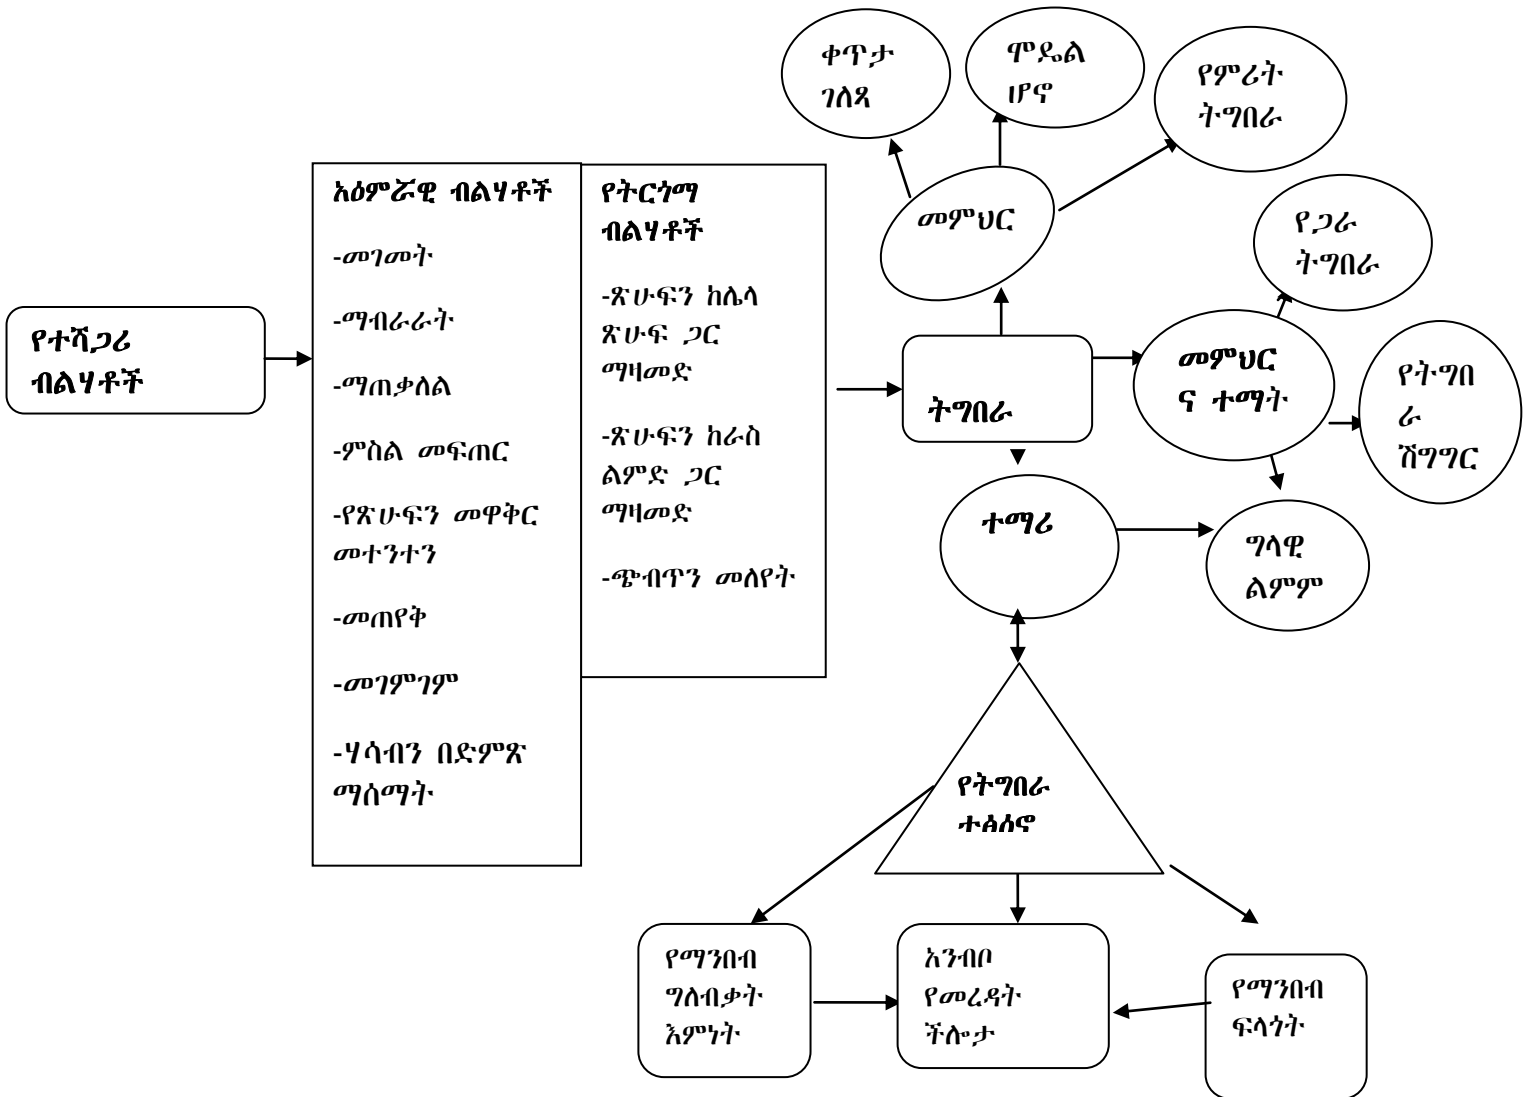 የተሻጋሪ
ብልሃቶች
አዕምሯዊ ብልሃቶች
-መገመት
-ማብራራት
-ማጠቃለል
-ምስል መፍጠር
-የጽሁፍን መዋቅር
መተንተን
-መጠየቅ
-መገምገም
-ሃሳብን በድምጽ
ማሰማት
የትርጎማ
ብልሃቶች
-ጽሁፍን ከሌላ
ጽሁፍ ጋር
ማዛመድ
-ጽሁፍን ከራስ
ልምድ ጋር
ማዛመድ
-ጭብጥን መለየት
ትግበራ
መምህር
ቀጥታ
ገለጻ
ሞዴል
ሆኖ
የምሪት
ትግበራ
መምህር
ና ተማት
የጋራ
ትግበራ
የትግበ
ራ
ሽግግር
ግላዊ
ልምም
ተማሪ
የትግበራ
ተፅዕኖ
የማንበብ
ግለብቃት
እምነት
አንብቦ
የመረዳት
ችሎታ
የማንበብ
ፍላጎት